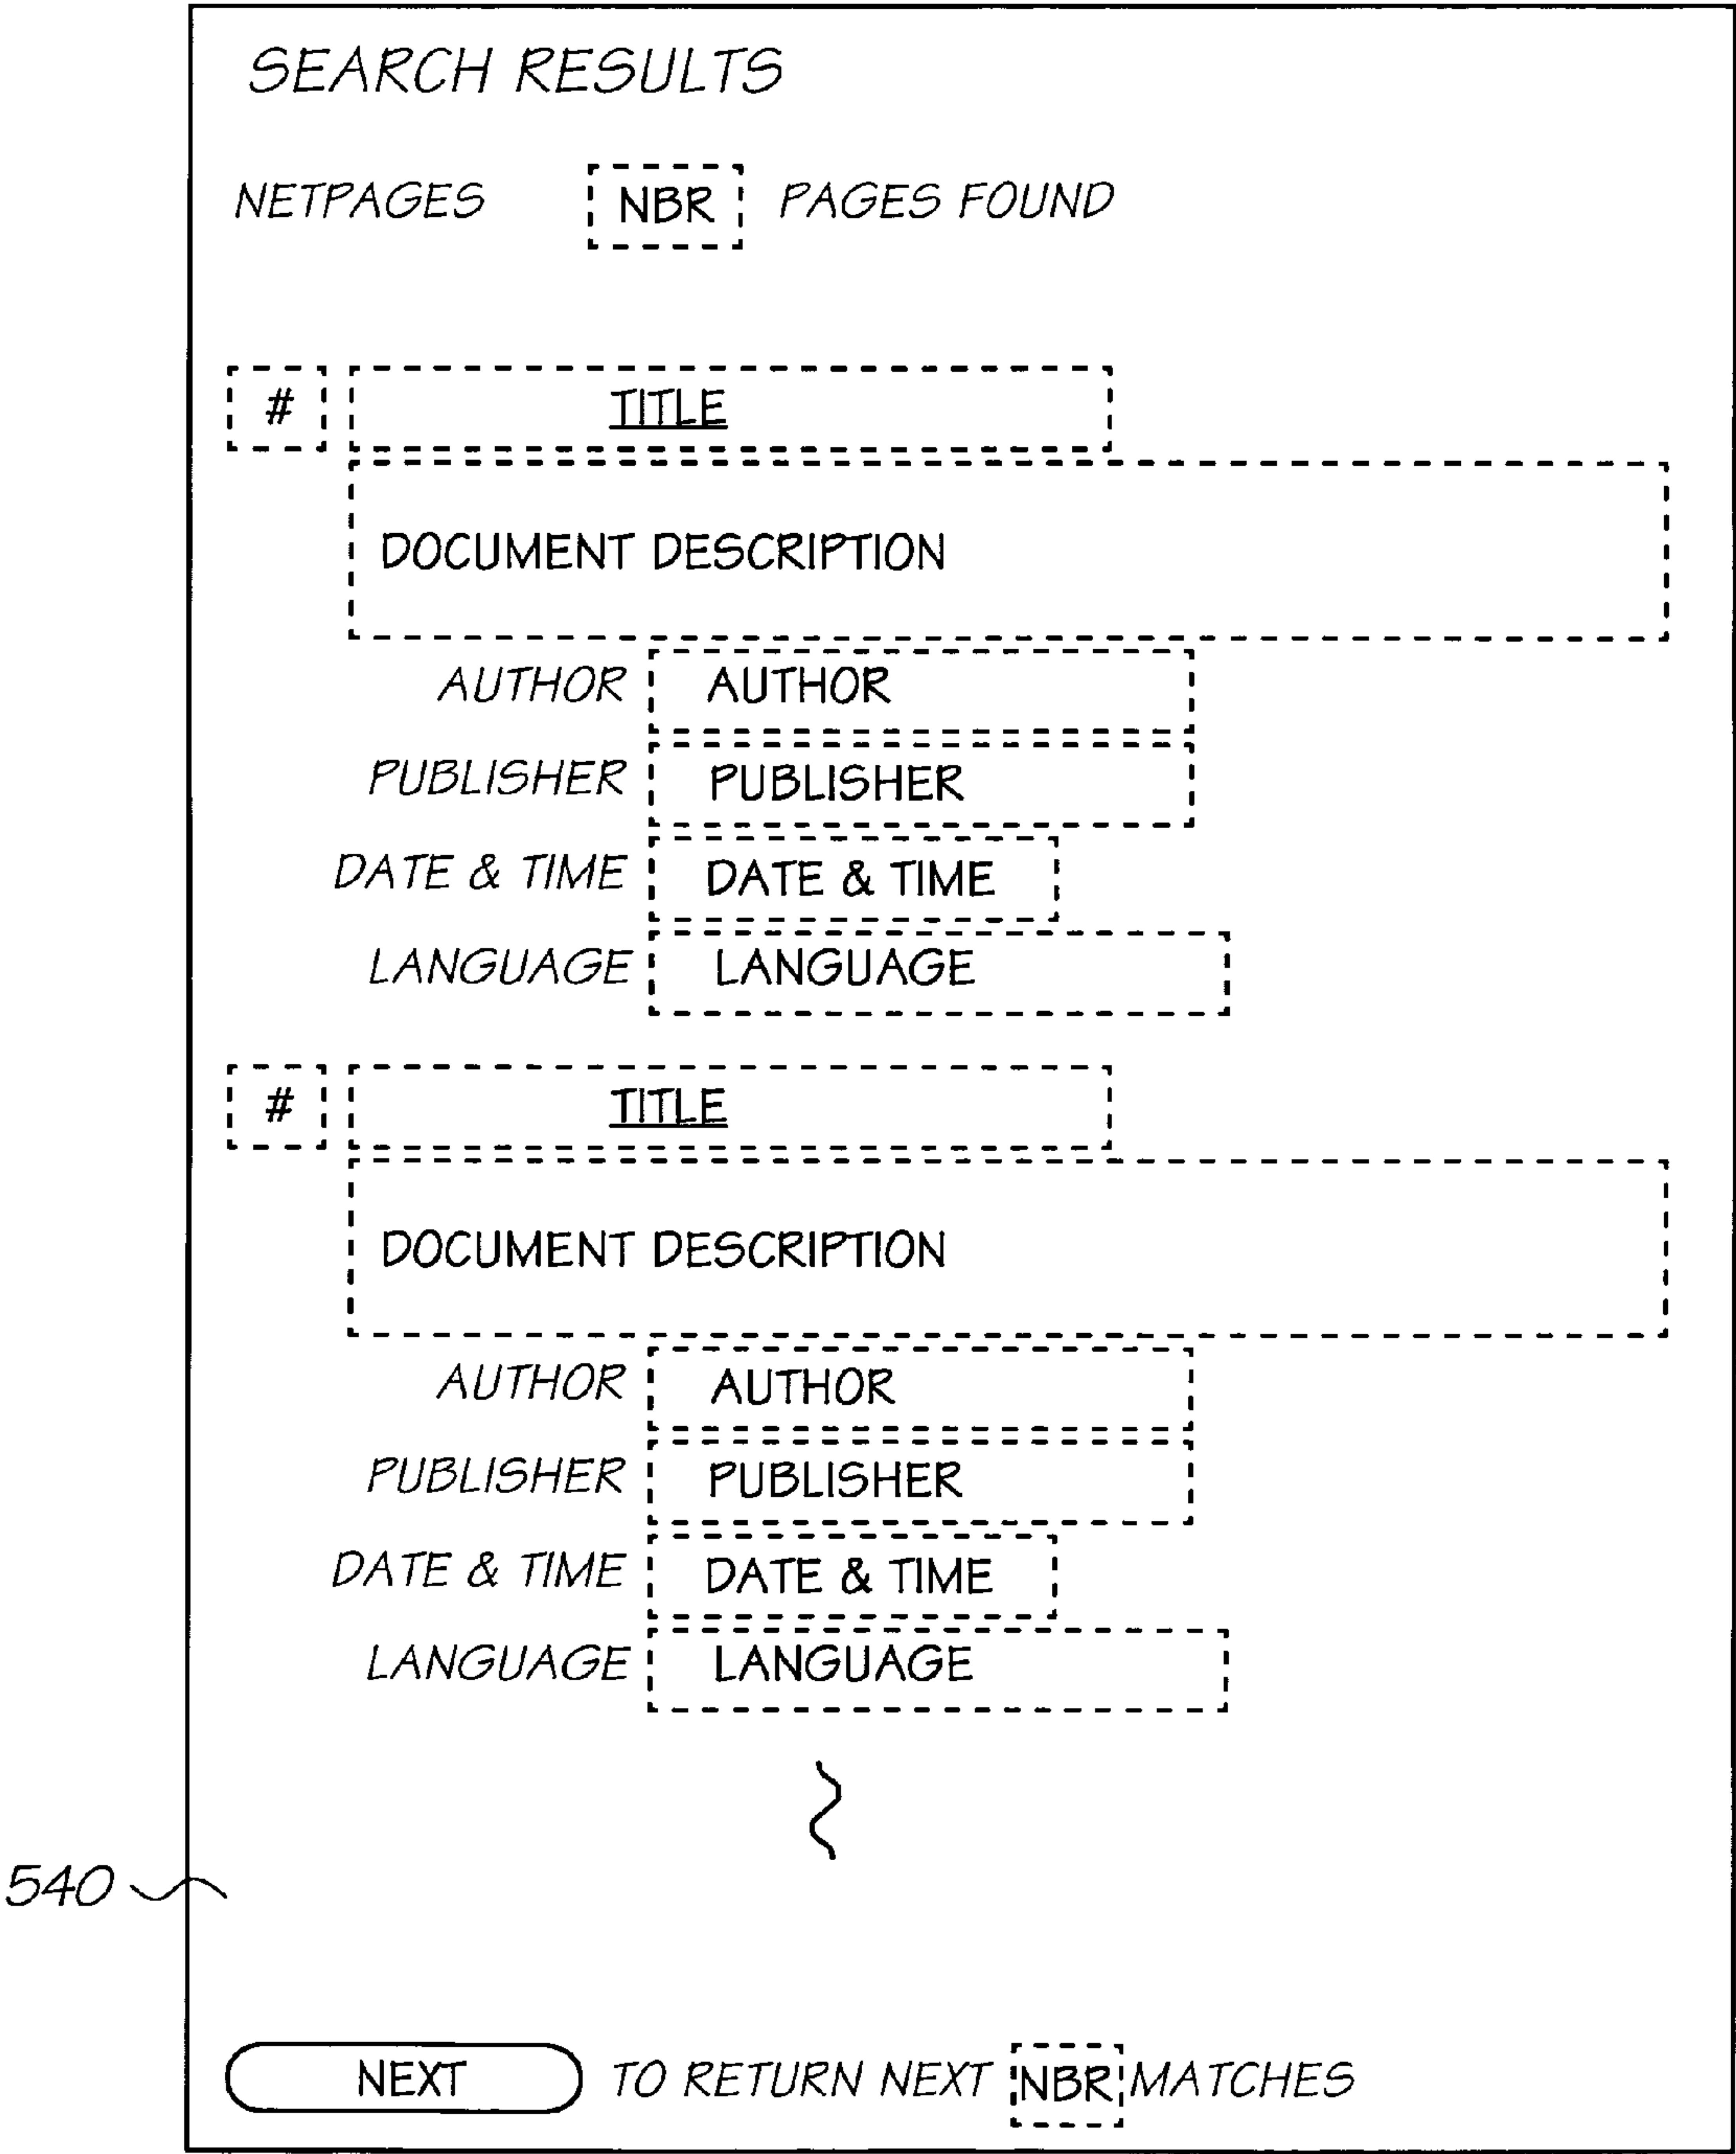 SEARCH RESULTS
NETPAGES NBR PAGES FOUND
# TITLE
DOCUMENT DESCRIPTION
AUTHOR AUTHOR
PUBLISHER PUBLISHER
DATE & TIME DATE & TIME
LANGUAGE LANGUAGE
# TITLE
DOCUMENT DESCRIPTION
AUTHOR AUTHOR
PUBLISHER PUBLISHER
DATE & TIME DATE & TIME
LANGUAGE LANGUAGE
540
NEXT TO RETURN NEXT NBR MATCHES